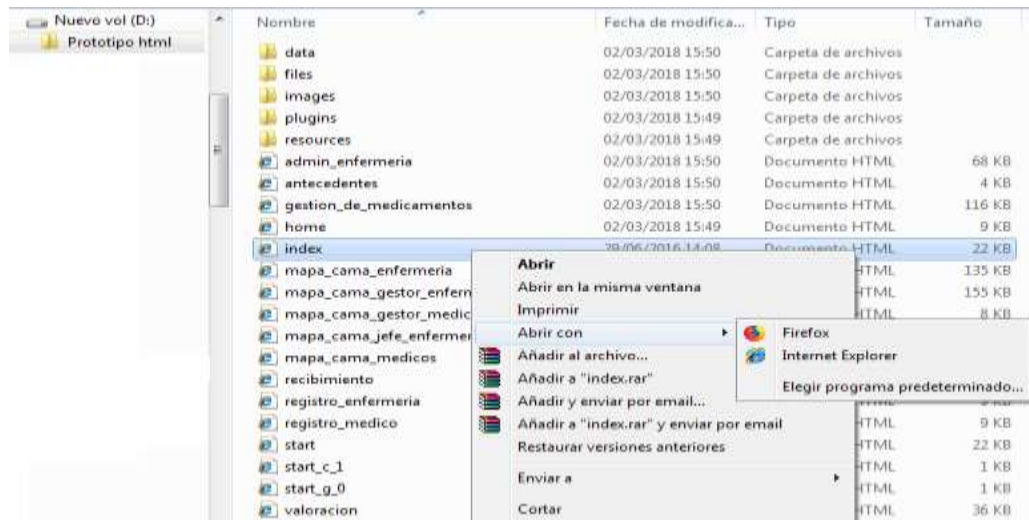 Nuevo vol (D:)
Prototipo html
Nombre Fecha de modifica... Tipo Tamaño
data 02/03/2018 15:50 Carpeta de archivos
files 02/03/2018 15:50 Carpeta de archivos
images 02/03/2018 15:50 Carpeta de archivos
plugins 02/03/2018 15:49 Carpeta de archivos
resources 02/03/2018 15:49 Carpeta de archivos
admin_enfermeria 02/03/2018 15:50 Documento HTML 68 KB
antecedentes 02/03/2018 15:50 Documento HTML 4 KB
gestion_de_medicamentos 02/03/2018 15:50 Documento HTML 116 KB
home 02/03/2018 15:49 Documento HTML 9 KB
index 29/06/2016 14:08 Documento HTML 22 KB
mapa_cama_enfermeria HTML 135 KB
mapa_cama_gestor_enfern HTML 155 KB
mapa_cama_gestor_medic HTML 8 KB
mapa_cama_jefe_enfermer
mapa_cama_medicos
recibimiento
registro_enfermeria
registro_medico HTML 9 KB
start HTML 22 KB
start_c_1 HTML 1 KB
start_g_0 HTML 1 KB
valoracion HTML 36 KB
Abrir
Abrir en la misma ventana
Imprimir
Abrir con
Añadir al archivo...
Añadir a "index.rar"
Añadir y enviar por email...
Añadir a "index.rar" y enviar por email
Restaurar versiones anteriores
Enviar a
Cortar
Firefox
Internet Explorer
Elegir programa predeterminado...